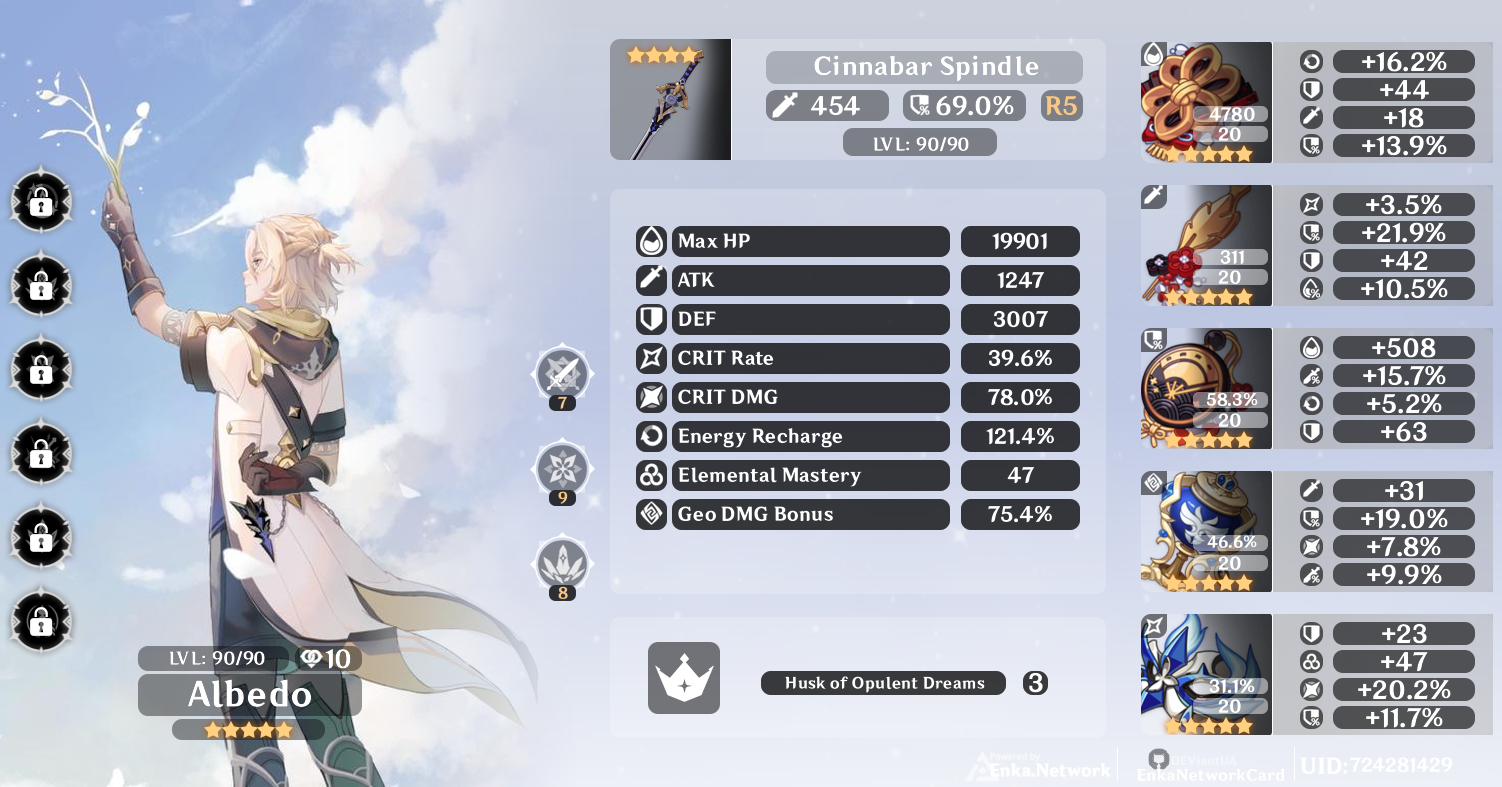 Cinnabar Spindle
454
69.0%
R5
LVL: 90/90
Max HP 19901
ATK 1247
DEF 3007
CRIT Rate 39.6%
CRIT DMG 78.0%
Energy Recharge 121.4%
Elemental Mastery 47
Geo DMG Bonus 75.4%
7
9
8
LVL: 90/90
10
Albedo
Husk of Opulent Dreams 3
4780
20
+16.2%
+44
+18
+13.9%
311
20
+3.5%
+21.9%
+42
+10.5%
58.3%
20
+508
+15.7%
+5.2%
+63
46.6%
20
+31
+19.0%
+7.8%
+9.9%
31.1%
20
+23
+47
+20.2%
+11.7%
Powered by
Enka.Network
DEViantUA
EnkaNetworkCard
UID:724281429